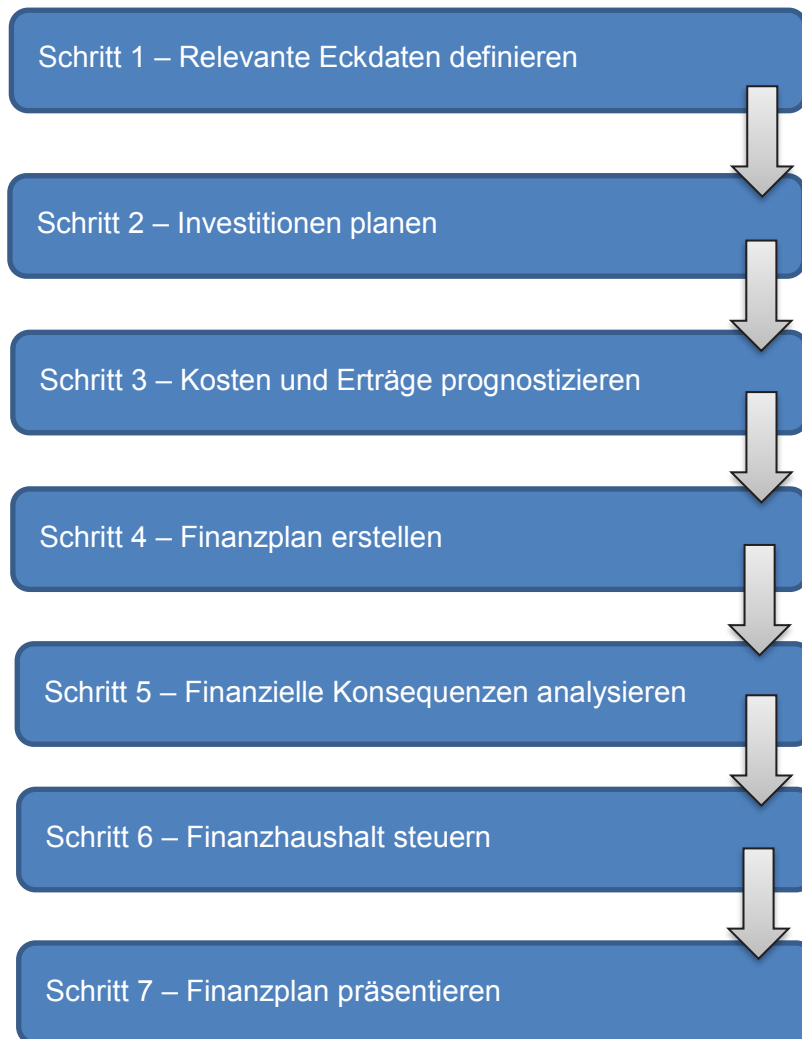 Schritt 1 – Relevante Eckdaten definieren
Schritt 2 – Investitionen planen
Schritt 3 – Kosten und Erträge prognostizieren
Schritt 4 – Finanzplan erstellen
Schritt 5 – Finanzielle Konsequenzen analysieren
Schritt 6 – Finanzhaushalt steuern
Schritt 7 – Finanzplan präsentieren